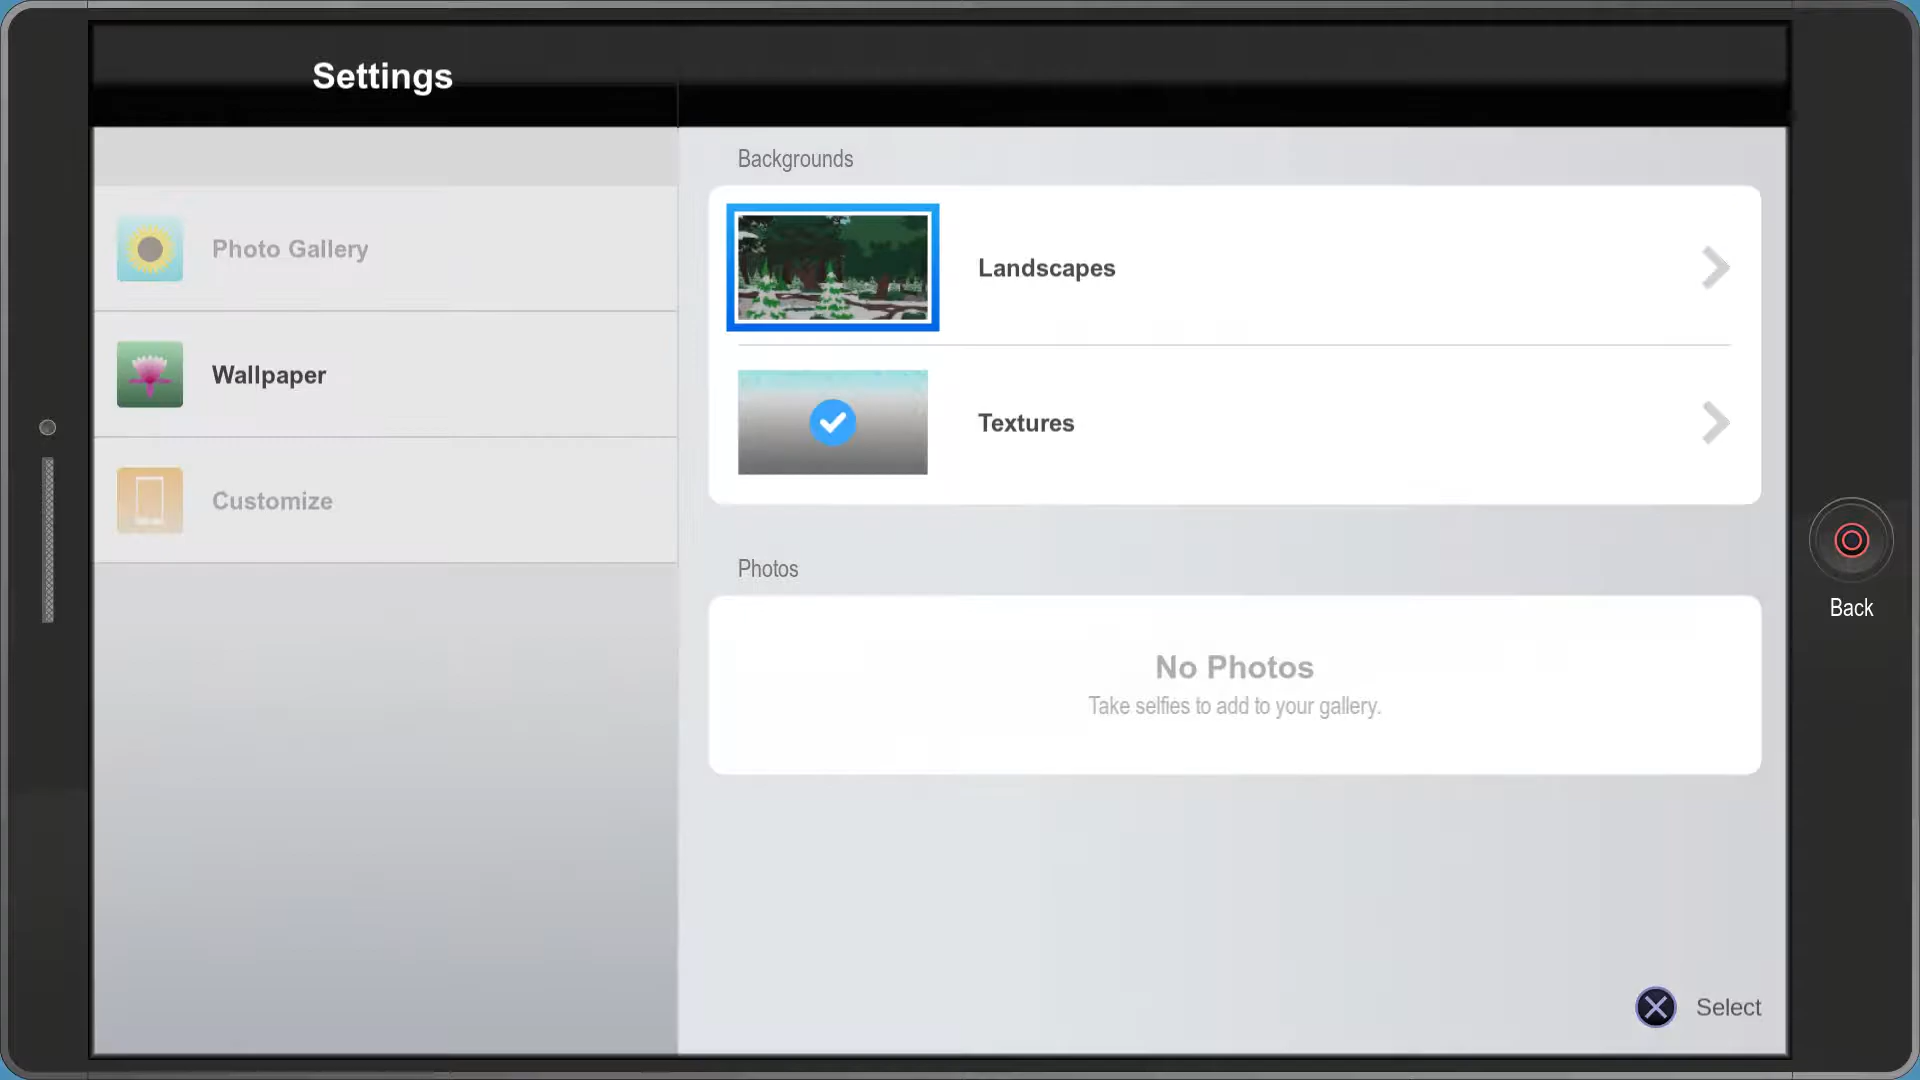 Settings
Photo Gallery
Wallpaper
Customize
Backgrounds
Landscapes
Textures
Photos
No Photos
Take selfies to add to your gallery.
Back
Select